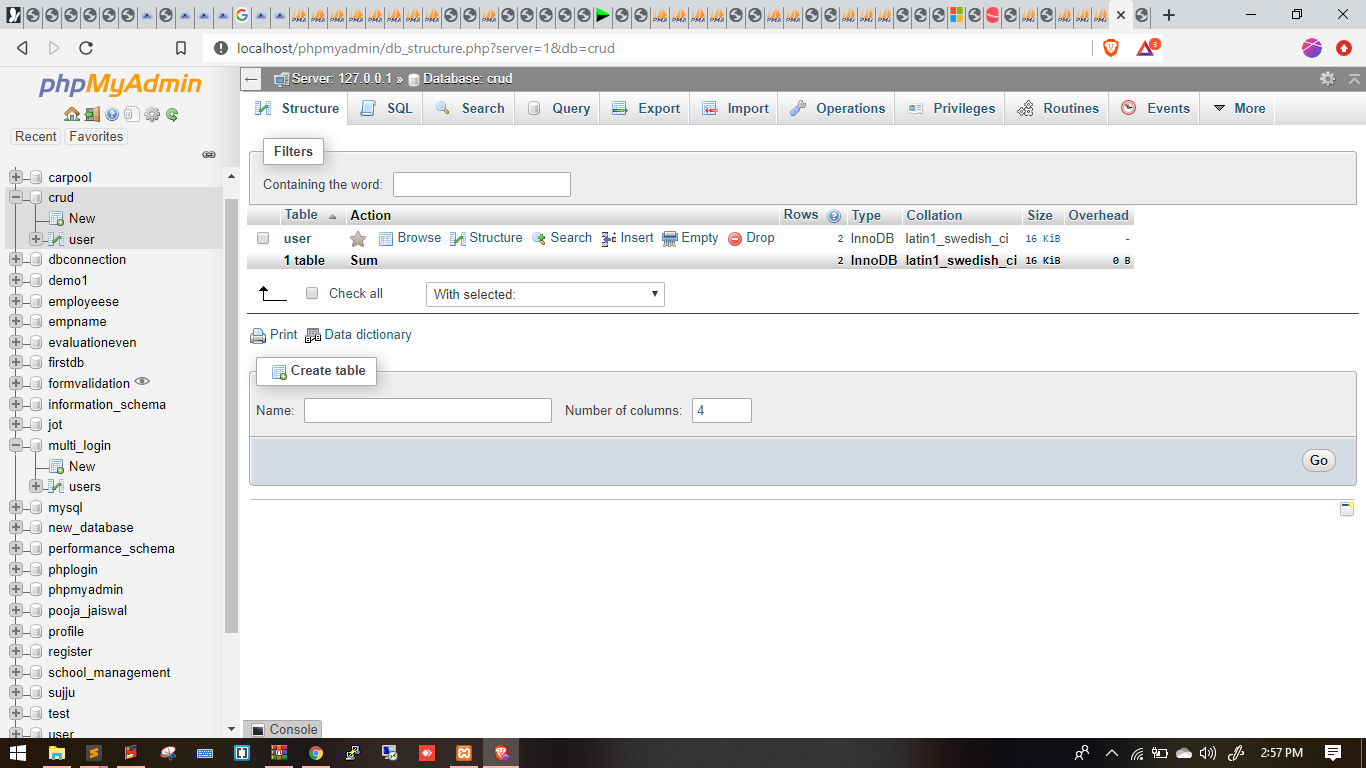 localhost/phpmyadmin/db_structure.php?server=1&db=crud
3
phpMyAdmin
Recent Favorites
carpool
crud
New
user
dbconnection
demo1
employeese
empname
evaluationeven
firstdb
formvalidation
information_schema
jot
multi_login
New
users
mysql
new_database
performance_schema
phplogin
phpmyadmin
pooja_jaiswal
profile
register
school_management
sujju
test
user
Server: 127.0.0.1 » Database: crud
Structure SQL Search Query Export Import Operations Privileges Routines Events More
Filters
Containing the word:
Table Action Rows Type Collation Size Overhead
user Browse Structure Search Insert Empty Drop 2 InnoDB latin1_swedish_ci 16 KiB -
1 table Sum 2 InnoDB latin1_swedish_ci 16 KiB 0 B
Check all With selected:
Print Data dictionary
Create table
Name: Number of columns: 4
Go
Console
2:57 PM